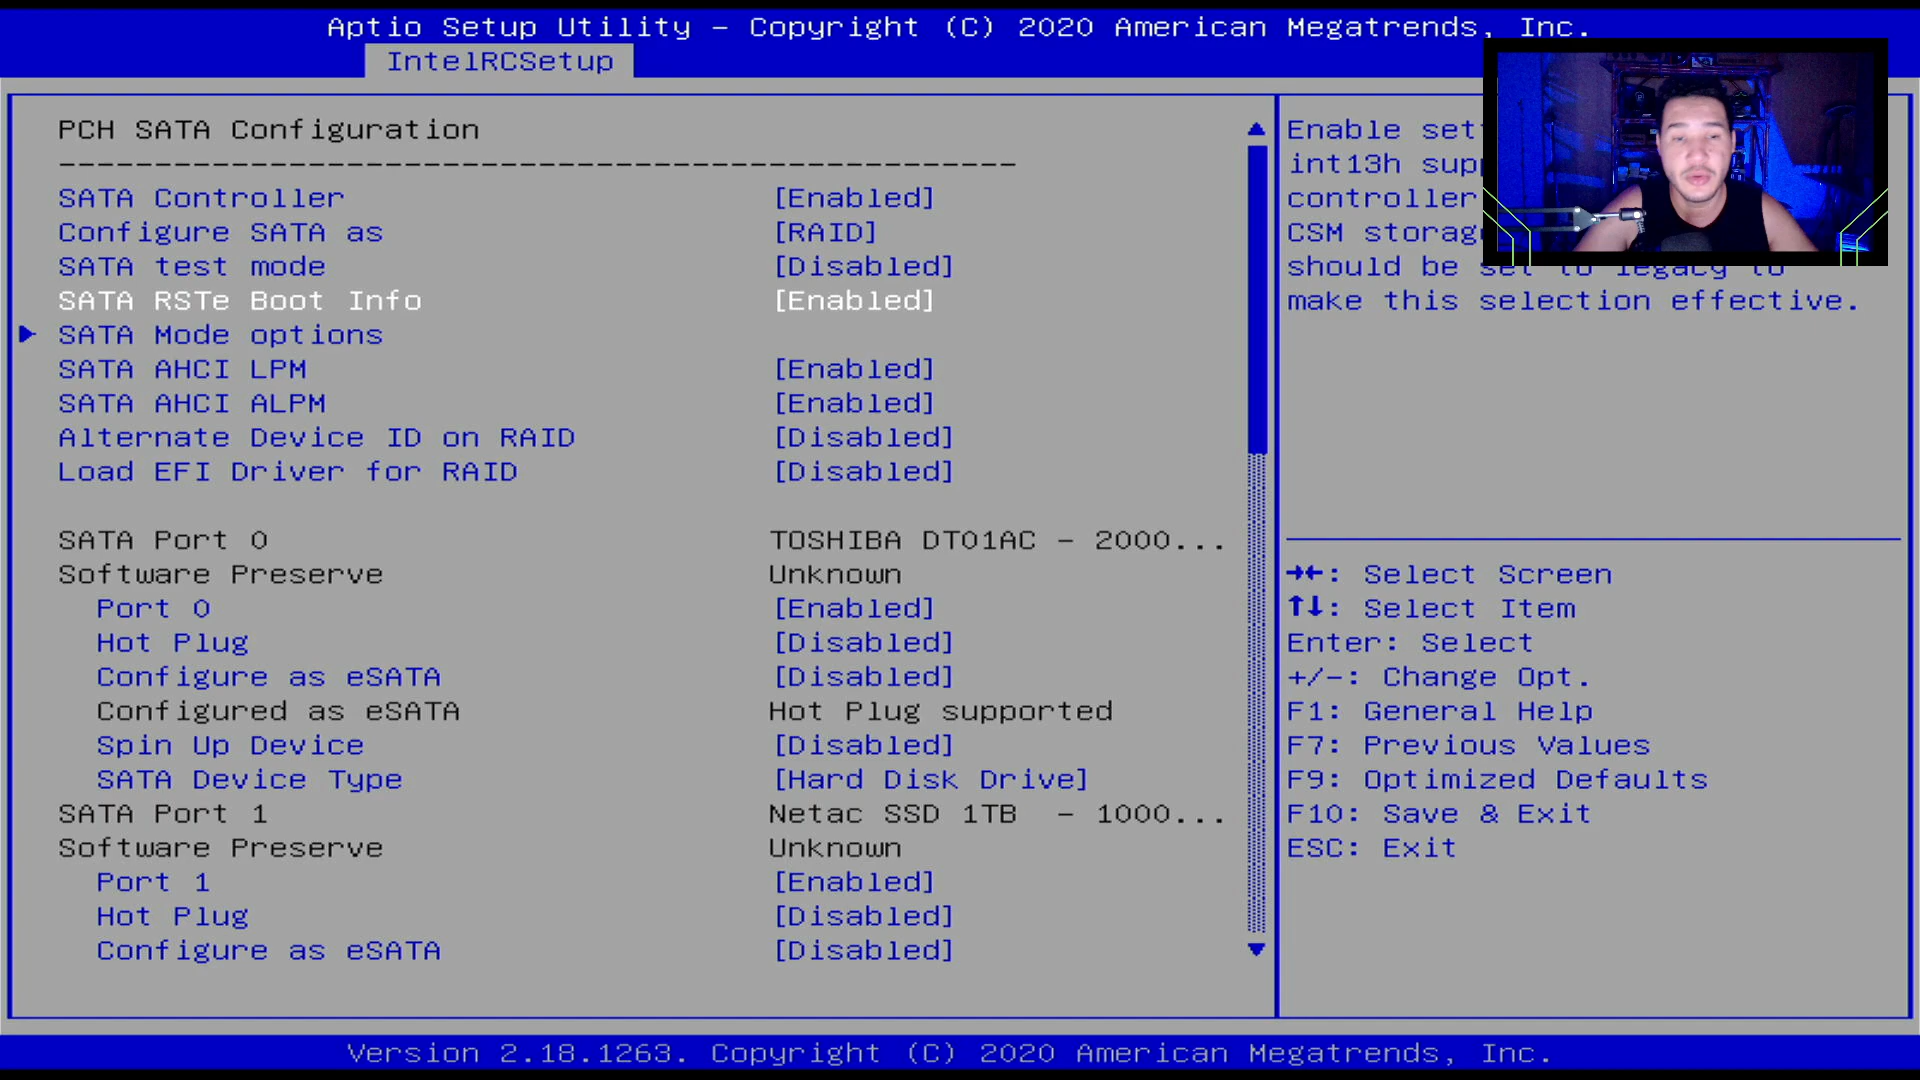 Aptio Setup Utility – Copyright (C) 2020 American Megatrends, Inc.
IntelRCSetup
PCH SATA Configuration
--------------------------------------------------
SATA Controller [Enabled]
Configure SATA as [RAID]
SATA test mode [Disabled]
SATA RSTe Boot Info [Enabled]
SATA Mode options
SATA AHCI LPM [Enabled]
SATA AHCI ALPM [Enabled]
Alternate Device ID on RAID [Disabled]
Load EFI Driver for RAID [Disabled]
SATA Port 0 TOSHIBA DT01AC - 2000...
Software Preserve Unknown
Port 0 [Enabled]
Hot Plug [Disabled]
Configure as eSATA [Disabled]
Configured as eSATA Hot Plug supported
Spin Up Device [Disabled]
SATA Device Type [Hard Disk Drive]
SATA Port 1 Netac SSD 1TB - 1000...
Software Preserve Unknown
Port 1 [Enabled]
Hot Plug [Disabled]
Configure as eSATA [Disabled]
Enable
int13h
controller
CSM
should be set to legacy to
make this selection effective.
→←: Select Screen
↑↓: Select Item
Enter: Select
+/-: Change Opt.
F1: General Help
F7: Previous Values
F9: Optimized Defaults
F10: Save & Exit
ESC: Exit
Version 2.18.1263. Copyright (C) 2020 American Megatrends, Inc.